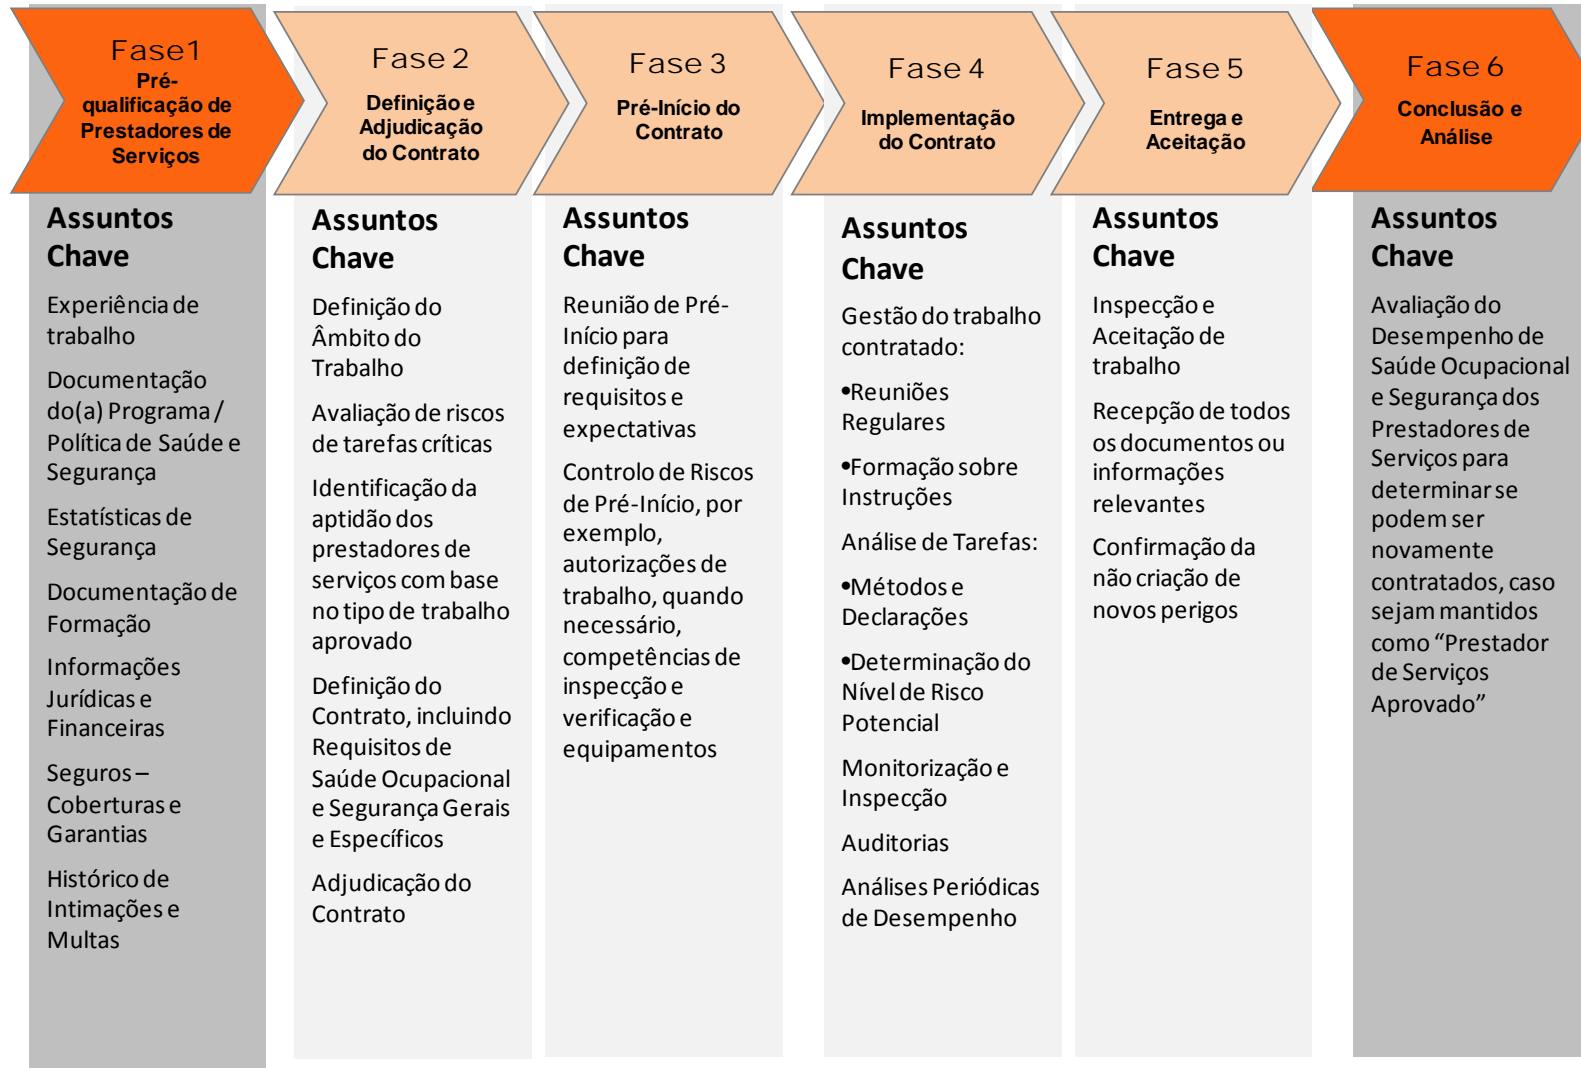 Fase1
Pré-
qualificação de
Prestadores de
Serviços
Assuntos
Chave
Experiência de
trabalho
Documentação
do(a) Programa /
Política de Saúde e
Segurança
Estatísticas de
Segurança
Documentação de
Formação
Informações
Jurídicas e
Financeiras
Seguros –
Coberturas e
Garantias
Histórico de
Intimações e
Multas
Fase 2
Definição e
Adjudicação
do Contrato
Assuntos
Chave
Definição do
Âmbito do
Trabalho
Avaliação de riscos
de tarefas críticas
Identificação da
aptidão dos
prestadores de
serviços com base
no tipo de trabalho
aprovado
Definição do
Contrato, incluindo
Requisitos de
Saúde Ocupacional
e Segurança Gerais
e Específicos
Adjudicação do
Contrato
Fase 3
Pré-Início do
Contrato
Assuntos
Chave
Reunião de Pré-
Início para
definição de
requisitos e
expectativas
Controlo de Riscos
de Pré-Início, por
exemplo,
autorizações de
trabalho, quando
necessário,
competências de
inspecção e
verificação e
equipamentos
Fase 4
Implementação
do Contrato
Assuntos
Chave
Gestão do trabalho
contratado:
•Reuniões
Regulares
•Formação sobre
Instruções
Análise de Tarefas:
•Métodos e
Declarações
•Determinação do
Nível de Risco
Potencial
Monitorização e
Inspecção
Auditorias
Análises Periódicas
de Desempenho
Fase 5
Entrega e
Aceitação
Assuntos
Chave
Inspecção e
Aceitação de
trabalho
Recepção de todos
os documentos ou
informações
relevantes
Confirmação da
não criação de
novos perigos
Fase 6
Conclusão e
Análise
Assuntos
Chave
Avaliação do
Desempenho de
Saúde Ocupacional
e Segurança dos
Prestadores de
Serviços para
determinar se
podem ser
novamente
contratados, caso
sejam mantidos
como “Prestador
de Serviços
Aprovado”